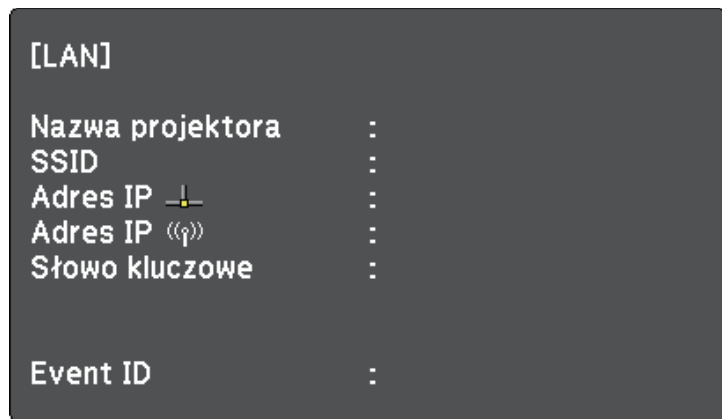 [LAN]
Nazwa projektora :
SSID :
Adres IP :
Adres IP :
Słowo kluczowe :
Event ID :